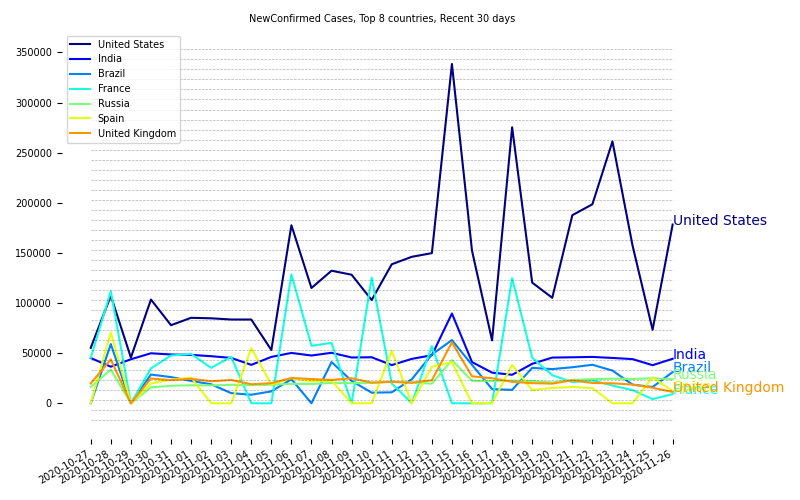 NewConfirmed Cases, Top 8 countries, Recent 30 days
United States
India
Brazil
France
Russia
Spain
United Kingdom
350000
300000
250000
200000
150000
100000
50000
0
United States
India
Brazil
Russia
United Kingdom
France
2020-10-27
2020-10-28
2020-10-29
2020-10-30
2020-10-31
2020-11-01
2020-11-02
2020-11-03
2020-11-04
2020-11-05
2020-11-06
2020-11-07
2020-11-08
2020-11-09
2020-11-10
2020-11-11
2020-11-12
2020-11-13
2020-11-15
2020-11-16
2020-11-17
2020-11-18
2020-11-19
2020-11-20
2020-11-21
2020-11-22
2020-11-23
2020-11-24
2020-11-25
2020-11-26